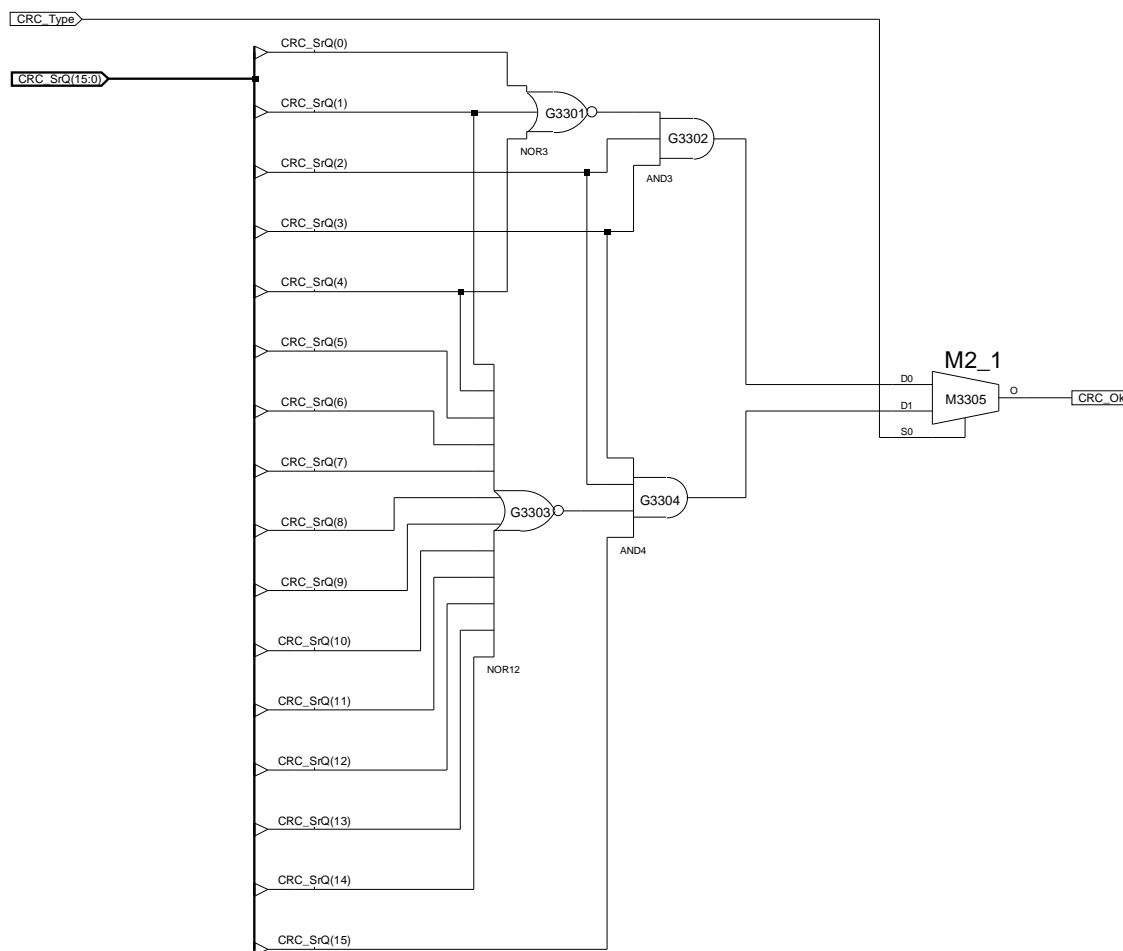 CRC_Type
CRC_SrQ(15:0)
CRC_SrQ(0)
CRC_SrQ(1)
G3301
NOR3
G3302
AND3
CRC_SrQ(2)
CRC_SrQ(3)
CRC_SrQ(4)
CRC_SrQ(5)
M2_1
D0
D1
S0
M3305
O
CRC_Ok
CRC_SrQ(6)
CRC_SrQ(7)
G3303
G3304
AND4
CRC_SrQ(8)
CRC_SrQ(9)
CRC_SrQ(10)
NOR12
CRC_SrQ(11)
CRC_SrQ(12)
CRC_SrQ(13)
CRC_SrQ(14)
CRC_SrQ(15)